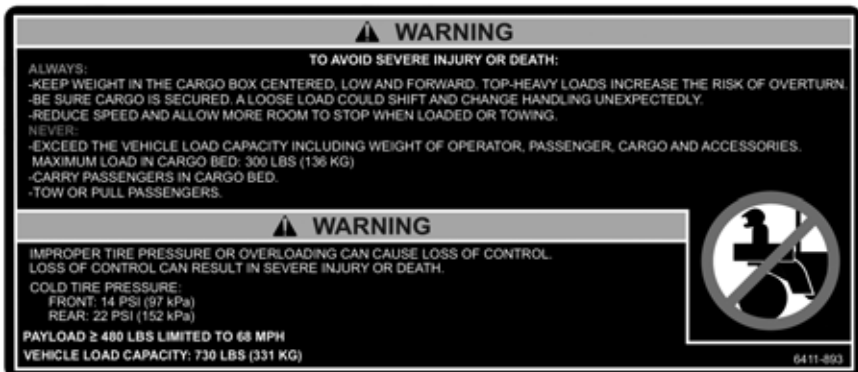 WARNING
TO AVOID SEVERE INJURY OR DEATH:
ALWAYS:
-KEEP WEIGHT IN THE CARGO BOX CENTERED, LOW AND FORWARD. TOP-HEAVY LOADS INCREASE THE RISK OF OVERTURN.
-BE SURE CARGO IS SECURED. A LOOSE LOAD COULD SHIFT AND CHANGE HANDLING UNEXPECTEDLY.
-REDUCE SPEED AND ALLOW MORE ROOM TO STOP WHEN LOADED OR TOWING.
NEVER:
-EXCEED THE VEHICLE LOAD CAPACITY INCLUDING WEIGHT OF OPERATOR, PASSENGER, CARGO AND ACCESSORIES.
MAXIMUM LOAD IN CARGO BED: 300 LBS (136 KG)
-CARRY PASSENGERS IN CARGO BED.
-TOW OR PULL PASSENGERS.
WARNING
IMPROPER TIRE PRESSURE OR OVERLOADING CAN CAUSE LOSS OF CONTROL.
LOSS OF CONTROL CAN RESULT IN SEVERE INJURY OR DEATH.
COLD TIRE PRESSURE:
FRONT: 14 PSI (97 kPa)
REAR: 22 PSI (152 kPa)
PAYLOAD ≥ 480 LBS LIMITED TO 68 MPH
VEHICLE LOAD CAPACITY: 730 LBS (331 KG)
6411-893